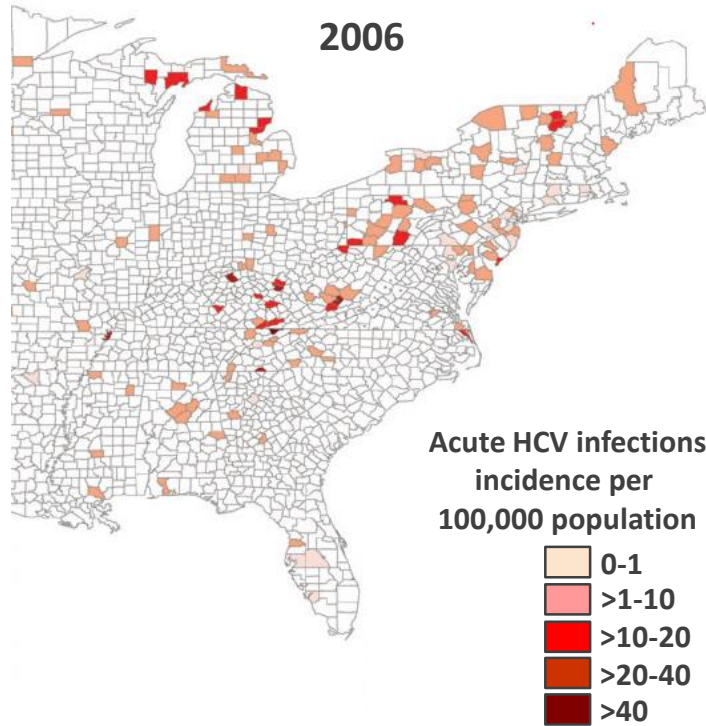 2006
Acute HCV infections
incidence per
100,000 population
0-1
>1-10
>10-20
>20-40
>40